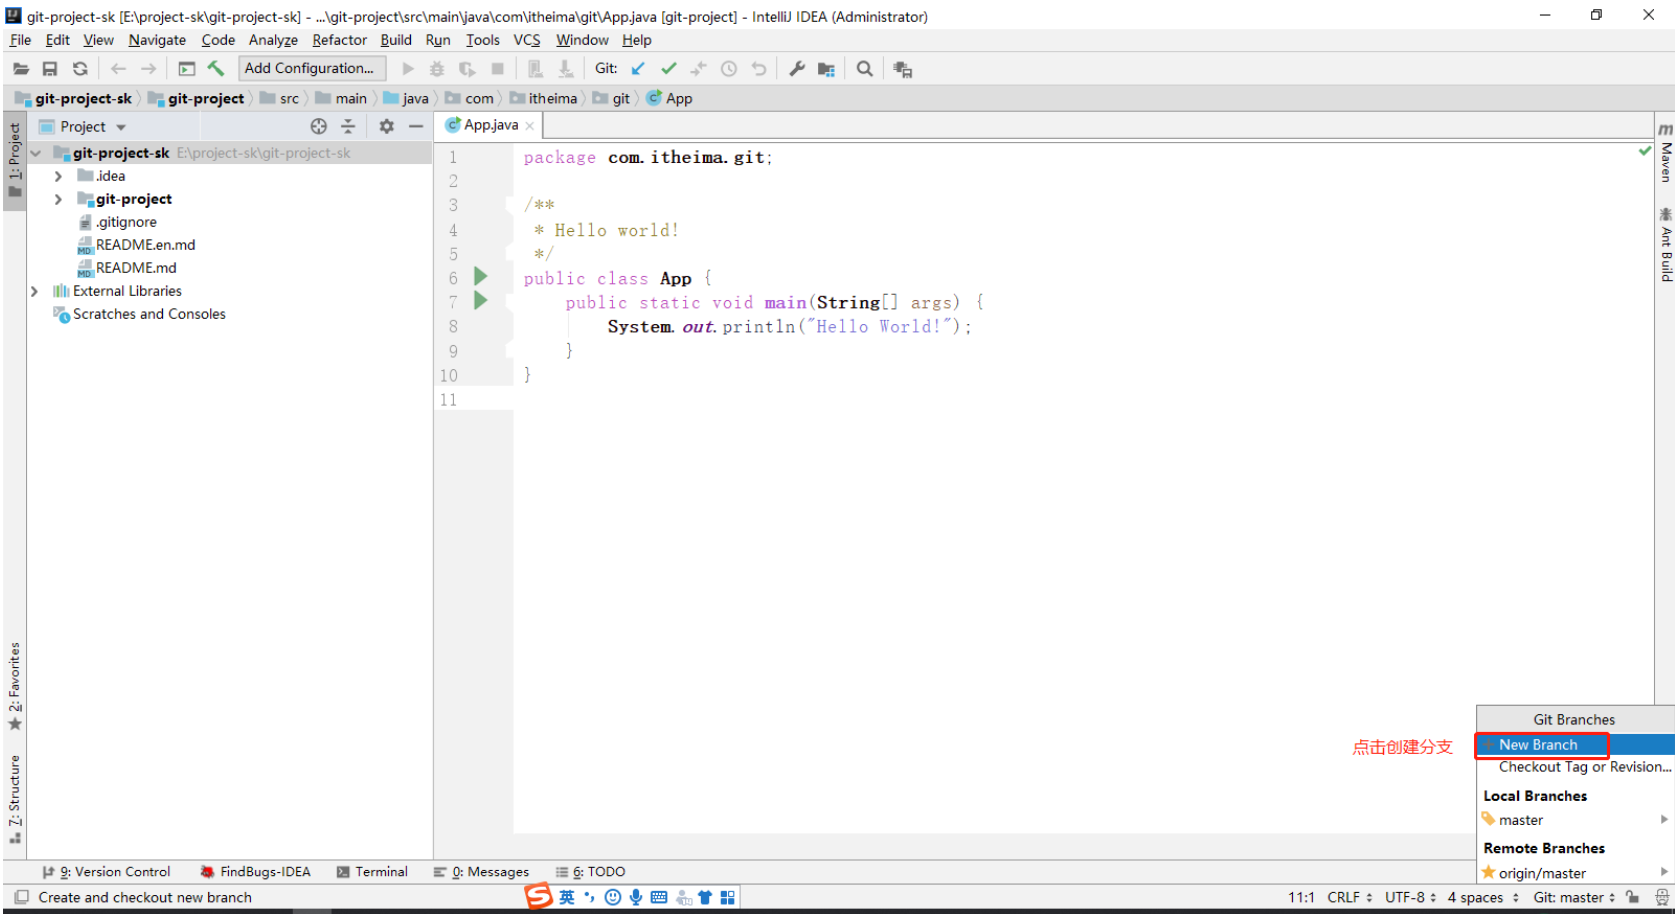 git-project-sk [E:\project-sk\git-project-sk] - ...\git-project\src\main\java\com\itheima\git\App.java [git-project] - IntelliJ IDEA (Administrator)
File Edit View Navigate Code Analyze Refactor Build Run Tools VCS Window Help
Add Configuration... Git:
git-project-sk git-project src main java com itheima git App
Project App.java
1: Project
git-project-sk E:\project-sk\git-project-sk
.idea
git-project
.gitignore
README.en.md
README.md
External Libraries
Scratches and Consoles
1 package com.itheima.git;
2
3 /**
4 * Hello world!
5 */
6 public class App {
7 public static void main(String[] args) {
8 System.out.println("Hello World!");
9 }
10 }
11
Maven
Ant Build
2: Favorites
7: Structure
Git Branches
点击创建分支 New Branch
Checkout Tag or Revision...
Local Branches
master
Remote Branches
origin/master
9: Version Control FindBugs-IDEA Terminal 0: Messages 6: TODO
Create and checkout new branch 英 11:1 CRLF UTF-8 4 spaces Git: master